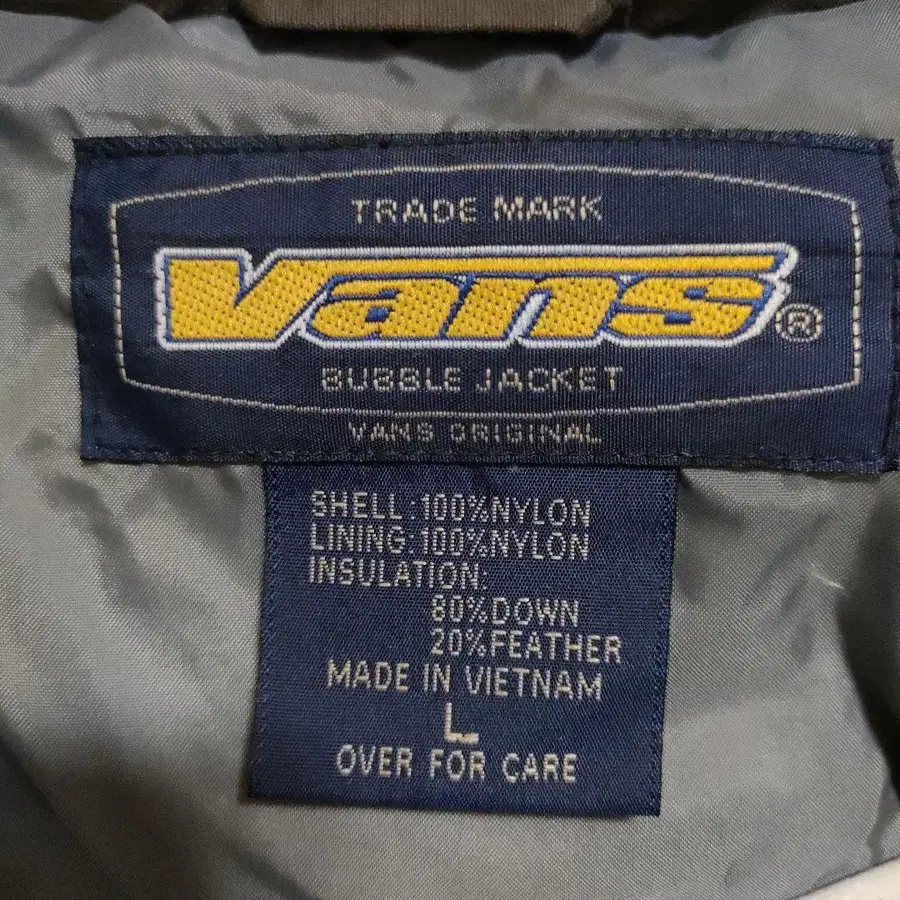 TRADE MARK
Vans®
BUBBLE JACKET
VANS ORIGINAL
SHELL:100%NYLON
LINING:100%NYLON
INSULATION:
80%DOWN
20%FEATHER
MADE IN VIETNAM
L
OVER FOR CARE